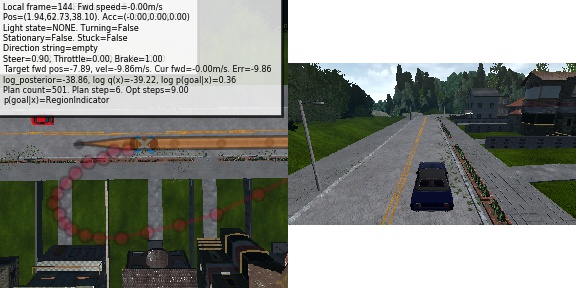 Local frame=144. Fwd.speed=-0.00m/s
Pos=(1.94,62.73,38.10). Acc=(-0.00,0.00,0.00)
Light state=NONE. Turning=False
Stationary=False. Stuck=False
Direction string=empty
Steer=0.90, Throttle=0.00, Brake=1.00
Target fwd pos=-7.89, vel=-9.86m/s. Cur fwd=-0.00m/s. Err=-9.86
log_posterior=-38.86, log q(x)=-39.22, log p(goal|x)=0.36
Plan count=501. Plan step=6. Opt steps=9.00
p(goal|x)=RegionIndicator